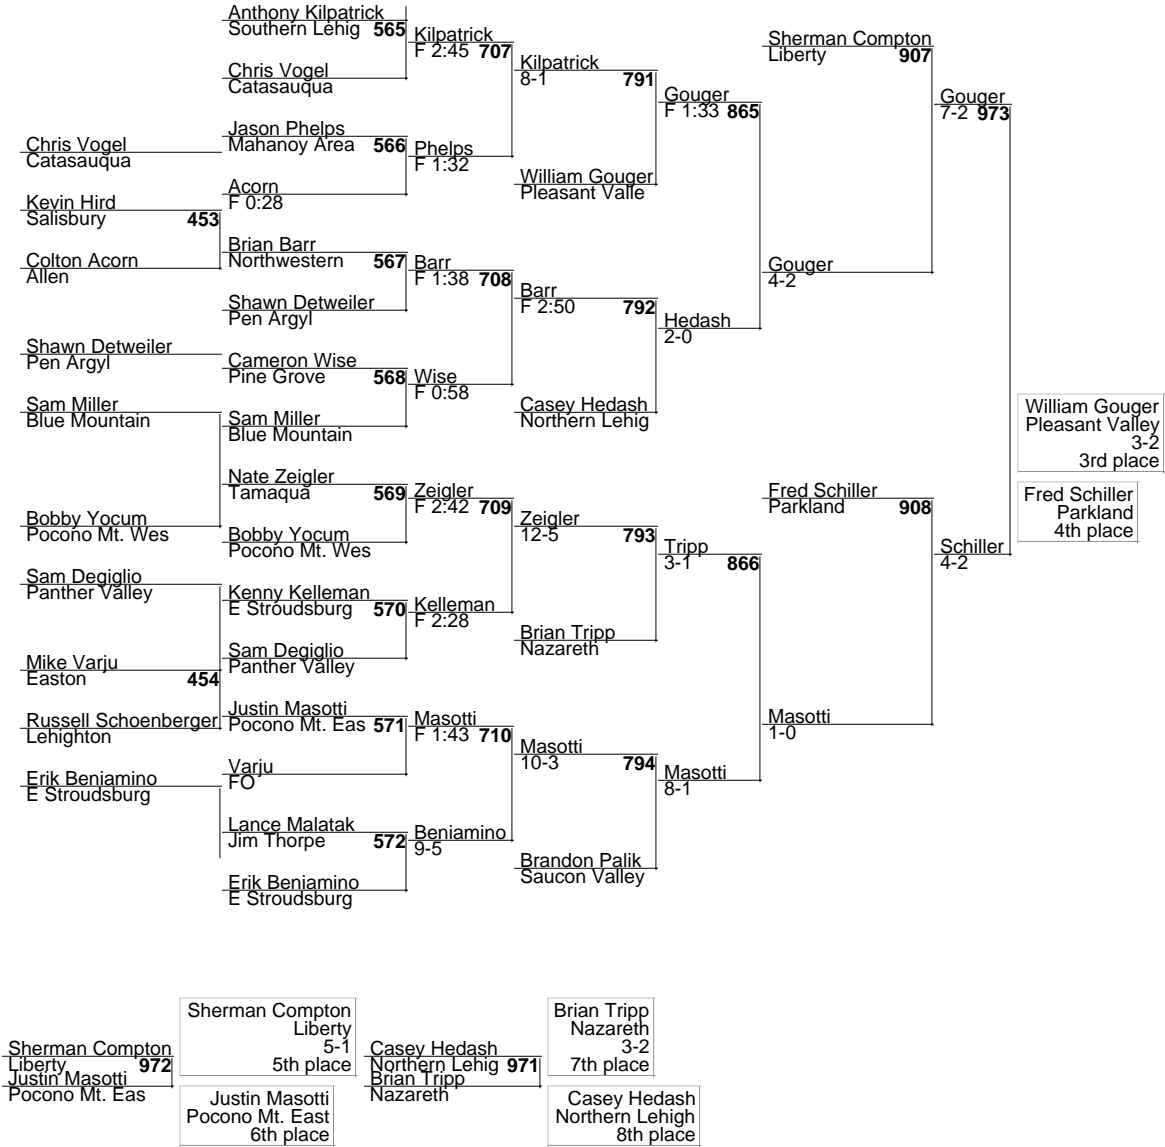 Chris Vogel
Catasauqua
Kevin Hird
Salisbury 453
Colton Acorn
Allen
Shawn Detweiler
Pen Argyl
Sam Miller
Blue Mountain
Bobby Yocum
Pocono Mt. Wes
Sam Degiglio
Panther Valley
Mike Varju
Easton 454
Russell Schoenberger
Lehighton
Erik Beniamino
E Stroudsburg
Anthony Kilpatrick
Southern Lehig 565
Chris Vogel
Catasauqua
Jason Phelps
Mahanoy Area 566
Acorn
F 0:28
Brian Barr
Northwestern 567
Shawn Detweiler
Pen Argyl
Cameron Wise
Pine Grove 568
Sam Miller
Blue Mountain
Nate Zeigler
Tamaqua 569
Bobby Yocum
Pocono Mt. Wes
Kenny Kelleman
E Stroudsburg 570
Sam Degiglio
Panther Valley
Justin Masotti
Pocono Mt. Eas 571
Varju
FO
Lance Malatak
Jim Thorpe 572
Erik Beniamino
E Stroudsburg
Kilpatrick
F 2:45 707
Phelps
F 1:32
Barr
F 1:38 708
Wise
F 0:58
Zeigler
F 2:42 709
Kelleman
F 2:28
Masotti
F 1:43 710
Beniamino
9-5
Kilpatrick
8-1 791
William Gouger
Pleasant Valle
Barr
F 2:50 792
Casey Hedash
Northern Lehig
Zeigler
12-5 793
Brian Tripp
Nazareth
Masotti
10-3 794
Brandon Palik
Saucon Valley
Gouger
F 1:33 865
Hedash
2-0
Tripp
3-1 866
Masotti
8-1
Sherman Compton
Liberty 907
Gouger
4-2
Fred Schiller
Parkland 908
Masotti
1-0
Gouger
7-2 973
Schiller
4-2
William Gouger
Pleasant Valley
3-2
3rd place
Fred Schiller
Parkland
4th place
Sherman Compton
Liberty 972
Justin Masotti
Pocono Mt. Eas
Sherman Compton
Liberty
5-1
5th place
Justin Masotti
Pocono Mt. East
6th place
Casey Hedash
Northern Lehig 971
Brian Tripp
Nazareth
Brian Tripp
Nazareth
3-2
7th place
Casey Hedash
Northern Lehigh
8th place